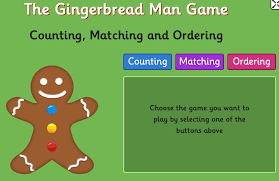 The Gingerbread Man Game
Counting, Matching and Ordering
Counting Matching Ordering
Choose the game you want to
play by selecting one of the
buttons above